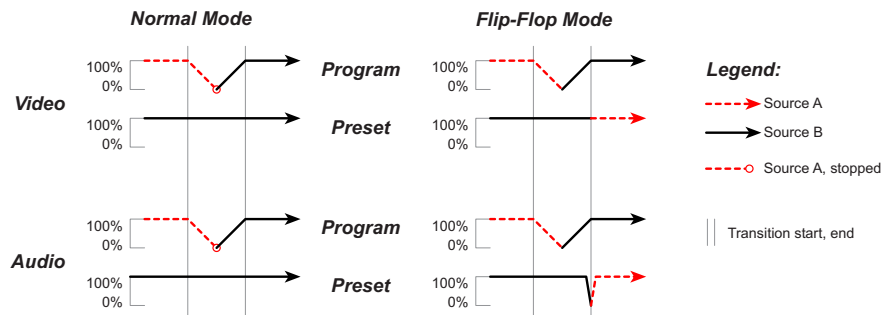 Normal Mode
Flip-Flop Mode
Legend:
Source A
Source B
Source A, stopped
Transition start, end
Video
100%
0%
Program
100%
0%
100%
0%
Preset
100%
0%
Audio
100%
0%
Program
100%
0%
100%
0%
Preset
100%
0%